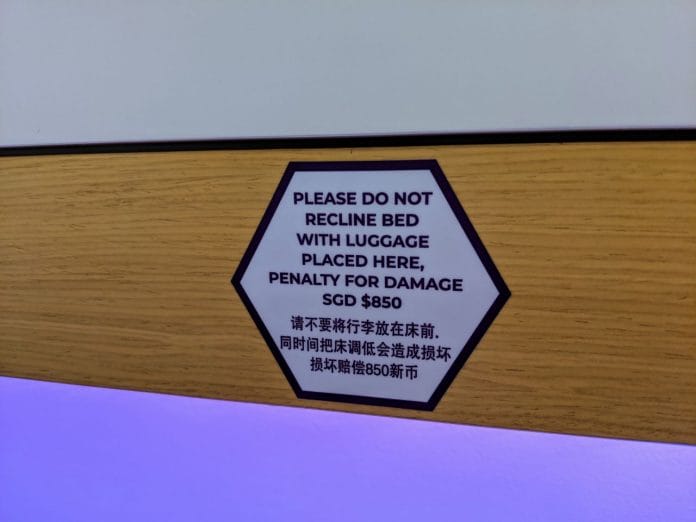 PLEASE DO NOT
RECLINE BED
WITH LUGGAGE
PLACED HERE,
PENALTY FOR DAMAGE
SGD $850
请不要将行李放在床前.
同时间把床调低会造成损坏
损坏赔偿850新币